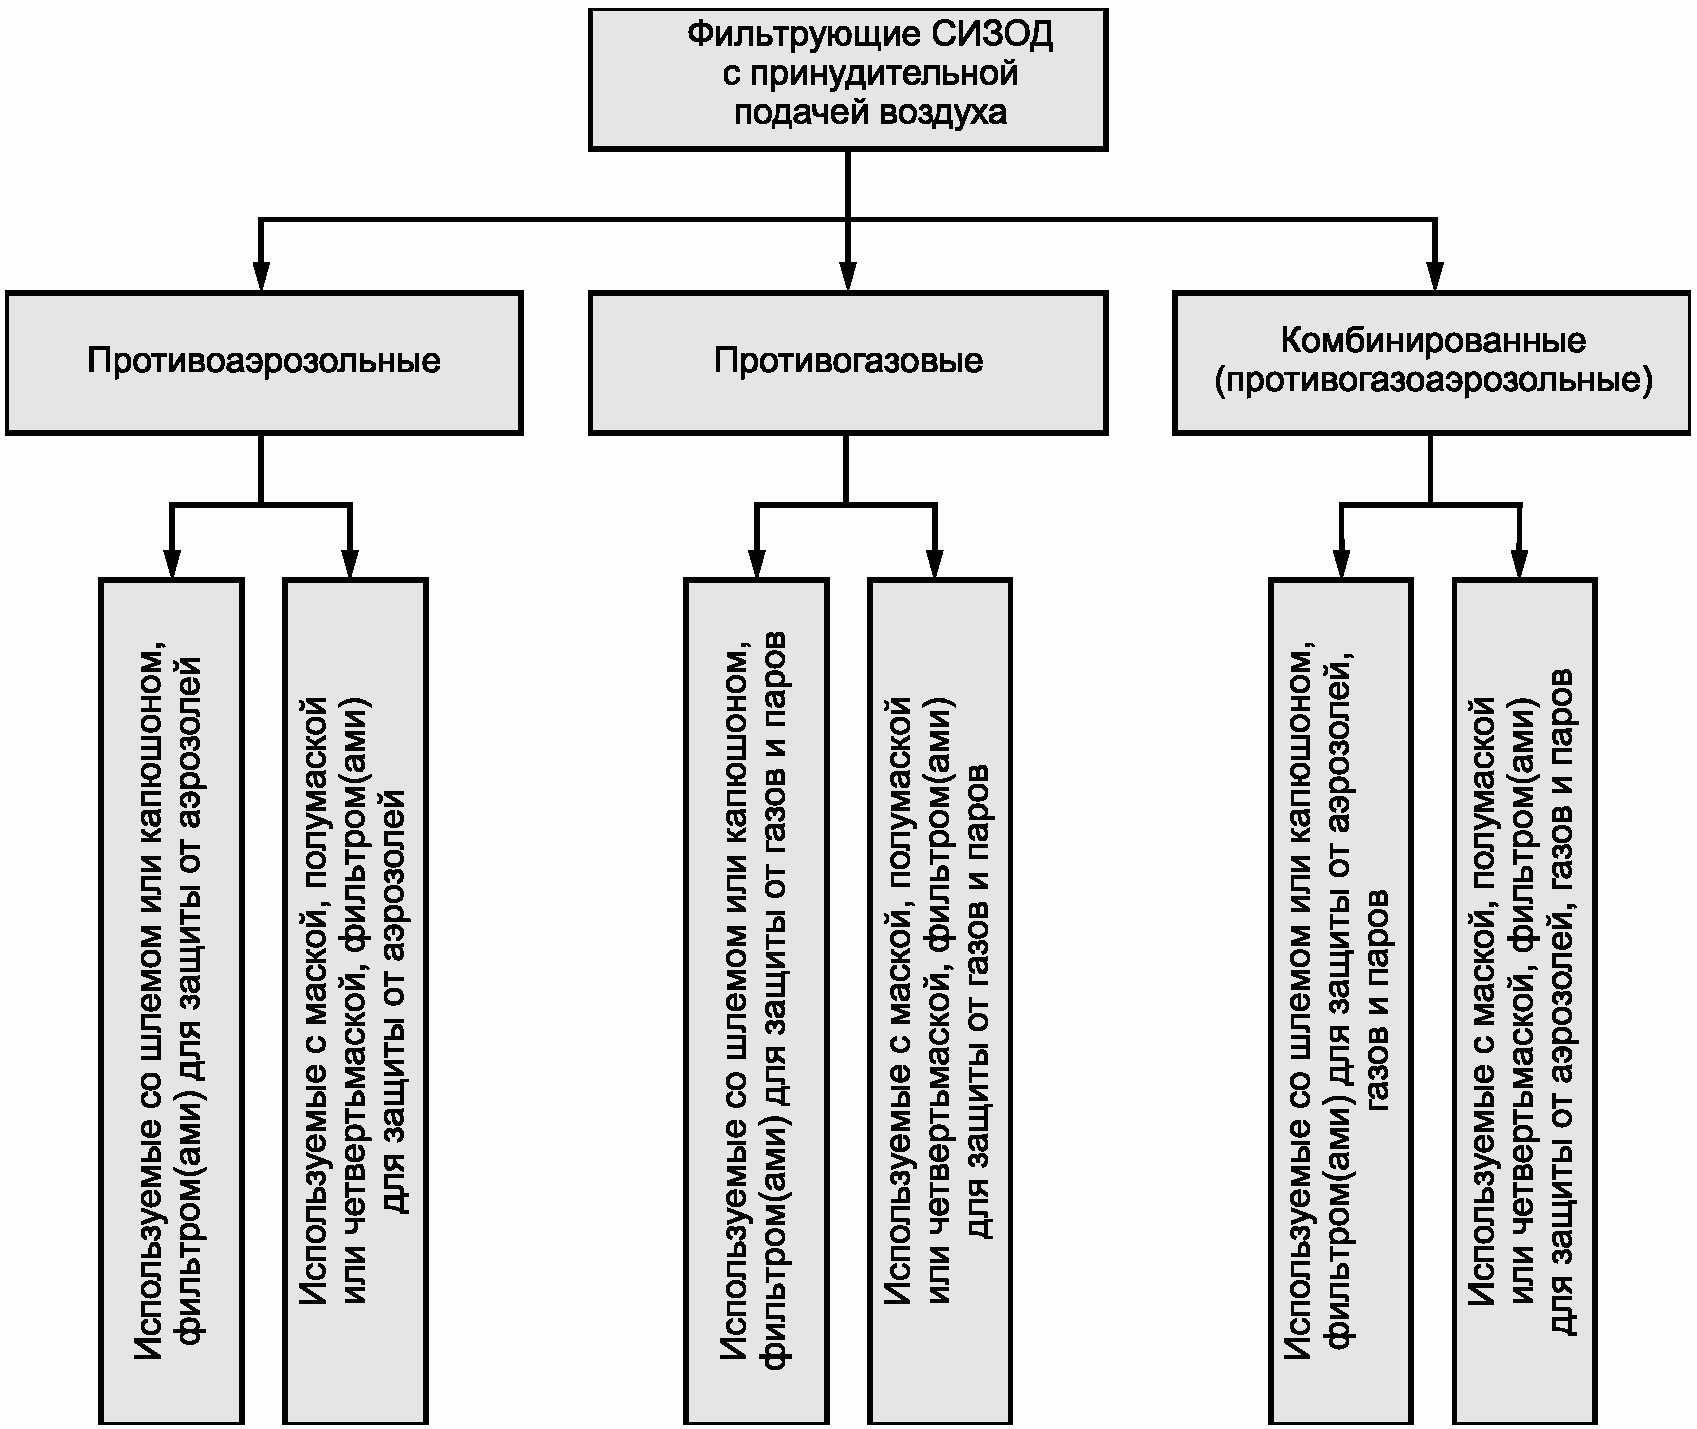 Фильтрующие СИЗОД
с принудительной
подачей воздуха
Противоаэрозольные
Противогазовые
Комбинированные
(противогазоаэрозольные)
Используемые со шлемом или капюшоном,
фильтром(ами) для защиты от аэрозолей
Используемые с маской, полумаской
или четвертьмаской, фильтром(ами)
для защиты от аэрозолей
Используемые со шлемом или капюшоном,
фильтром(ами) для защиты от газов и паров
Используемые с маской, полумаской
или четвертьмаской, фильтром(ами)
для защиты от газов и паров
Используемые со шлемом или капюшоном,
фильтром(ами) для защиты от аэрозолей,
газов и паров
Используемые с маской, полумаской
или четвертьмаской, фильтром(ами)
для защиты от аэрозолей, газов и паров